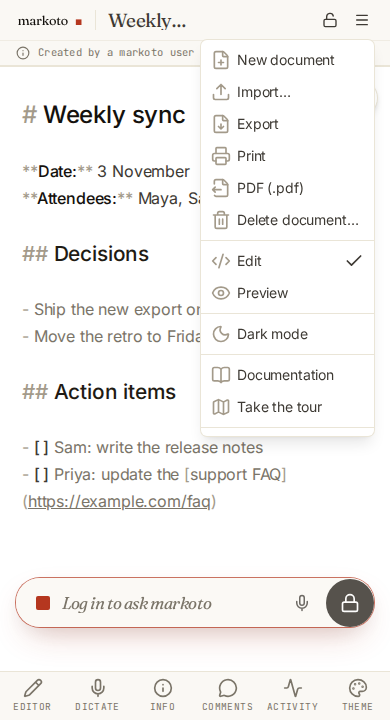 markoto
Weekly...
Created by a markoto user
New document
Import...
Export
Print
PDF (.pdf)
Delete document...
Edit
Preview
Dark mode
Documentation
Take the tour
# Weekly sync
**Date:** 3 November
**Attendees:** Maya,
## Decisions
- Ship the new export
- Move the retro to
## Action items
- [ ] Sam: write the release notes
- [ ] Priya: update the [support FAQ]
(https://example.com/faq)
Log in to ask markoto
EDITOR
DICTATE
INFO
COMMENTS
ACTIVITY
THEME